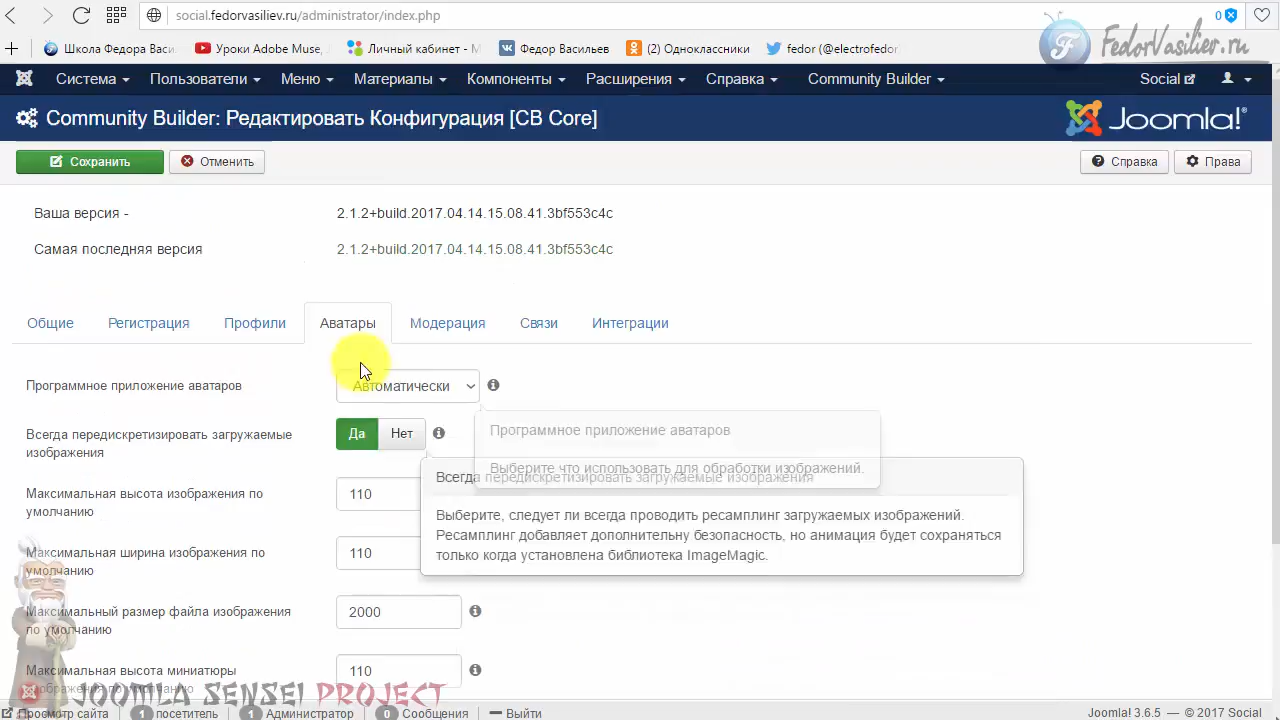 social.fedorvasiliev.ru/administrator/index.php
0
Школа Федора Васи
Уроки Adobe Muse,
Личный кабинет - М
Федор Васильев
(2) Одноклассники
fedor (@electrofedor
FedorVasiliev.ru
Система
Пользователи
Меню
Материалы
Компоненты
Расширения
Справка
Community Builder
Social
Community Builder: Редактировать Конфигурация [CB Core]
Joomla!®
Сохранить
Отменить
Справка
Права
Ваша версия -
2.1.2+build.2017.04.14.15.08.41.3bf553c4c
Самая последняя версия
2.1.2+build.2017.04.14.15.08.41.3bf553c4c
Общие
Регистрация
Профили
Аватары
Модерация
Связи
Интеграции
Программное приложение аватаров
Автоматически
Всегда передискретизировать загружаемые
изображения
Да
Нет
Программное приложение аватаров
Выберите что использовать для обработки изображений.
Всегда передискретизировать загружаемые изображения
Выберите, следует ли всегда проводить ресамплинг загружаемых изображений.
Ресамплинг добавляет дополнительну безопасность, но анимация будет сохраняться
только когда установлена библиотека ImageMagic.
Максимальная высота изображения по
умолчанию
110
Максимальная ширина изображения по
умолчанию
110
Максимальный размер файла изображения
по умолчанию
2000
Максимальная высота миниатюры
изображения по умолчанию
110
JOOMLA SENSEI PROJECT
Просмотр сайта
1 посетитель
1 Администратор
0 Сообщения
Выйти
Joomla! 3.6.5 — © 2017 Social